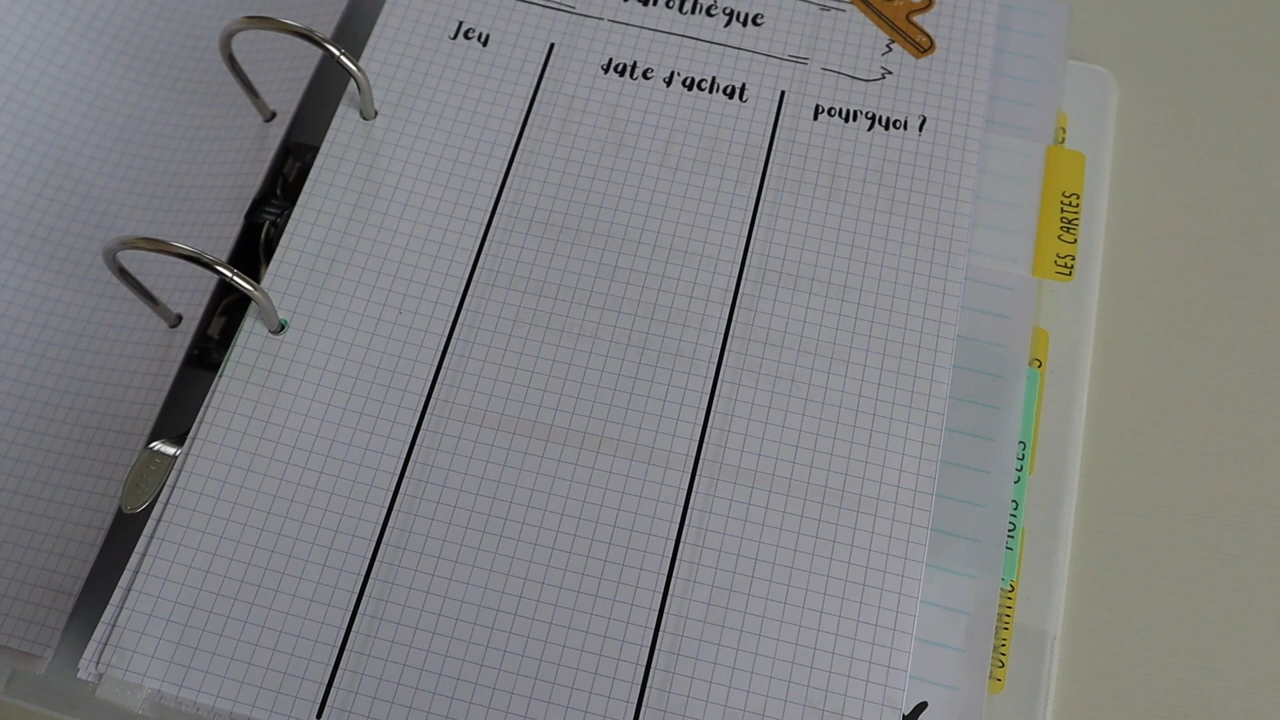 Jeu
date d'achat
pourquoi ?
LES CARTES
MOTS CLÉS